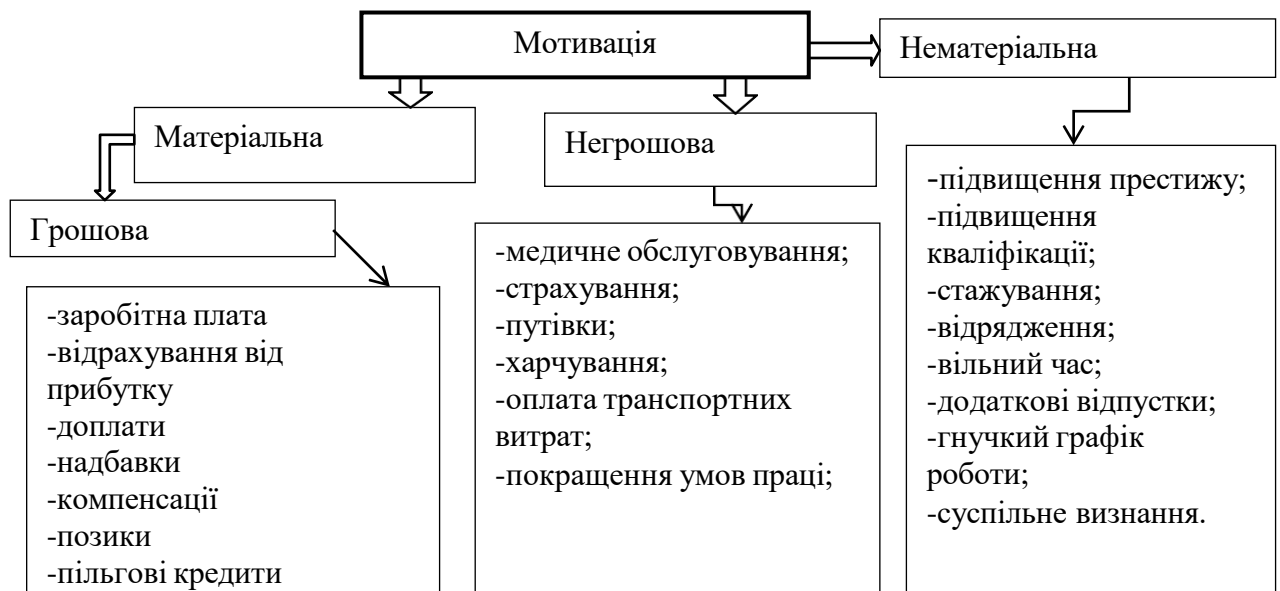 Мотивація
Нематеріальна
Матеріальна
Негрошова
Грошова
-заробітна плата
-відрахування від
прибутку
-доплати
-надбавки
-компенсації
-позики
-пільгові кредити
-медичне обслуговування;
-страхування;
-путівки;
-харчування;
-оплата транспортних
витрат;
-покращення умов праці;
-підвищення престижу;
-підвищення
кваліфікації;
-стажування;
-відрядження;
-вільний час;
-додаткові відпустки;
-гнучкий графік
роботи;
-суспільне визнання.